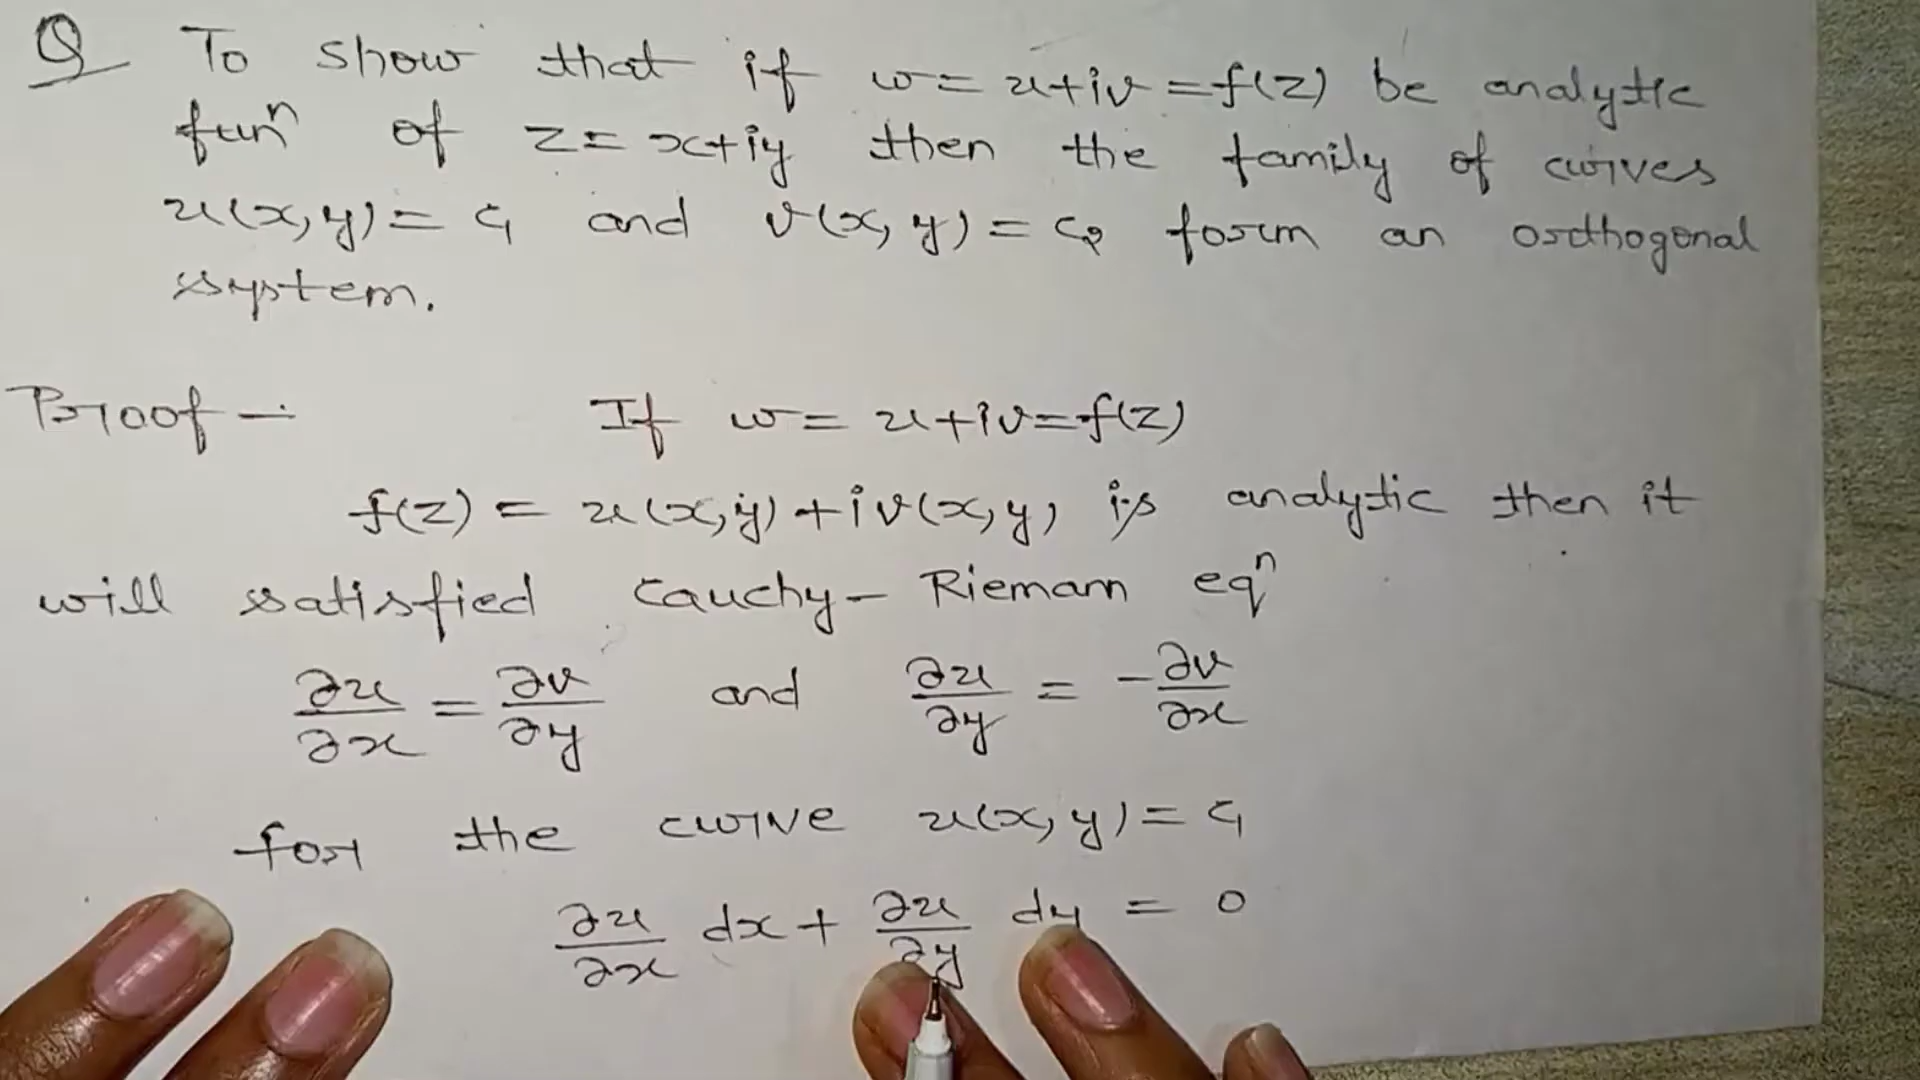 Q To show that if w = u+iv = f(z) be analytic
funⁿ of z = x+iy then the family of curves
u(x,y) = c₁ and v(x,y) = c₂ form an orthogonal
system.
Proof - If w = u+iv = f(z)
f(z) = u(x,y) + iv(x,y) is analytic then it
will satisfied Cauchy-Riemann eqⁿ
∂u/∂x = ∂v/∂y and ∂u/∂y = -∂v/∂x
for the curve u(x,y) = c₁
∂u/∂x dx + ∂u/∂y dy = 0